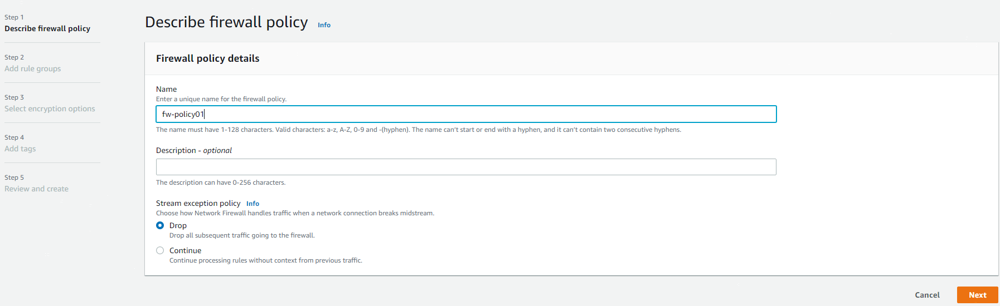 Step 1
Describe firewall policy
Step 2
Add rule groups
Step 3
Select encryption options
Step 4
Add tags
Step 5
Review and create
Describe firewall policy Info
Firewall policy details
Name
Enter a unique name for the firewall policy.
fw-policy01
The name must have 1-128 characters. Valid characters: a-z, A-Z, 0-9 and -(hyphen). The name can't start or end with a hyphen, and it can't contain two consecutive hyphens.
Description - optional
The description can have 0-256 characters.
Stream exception policy Info
Choose how Network Firewall handles traffic when a network connection breaks midstream.
Drop
Drop all subsequent traffic going to the firewall.
Continue
Continue processing rules without context from previous traffic.
Cancel Next